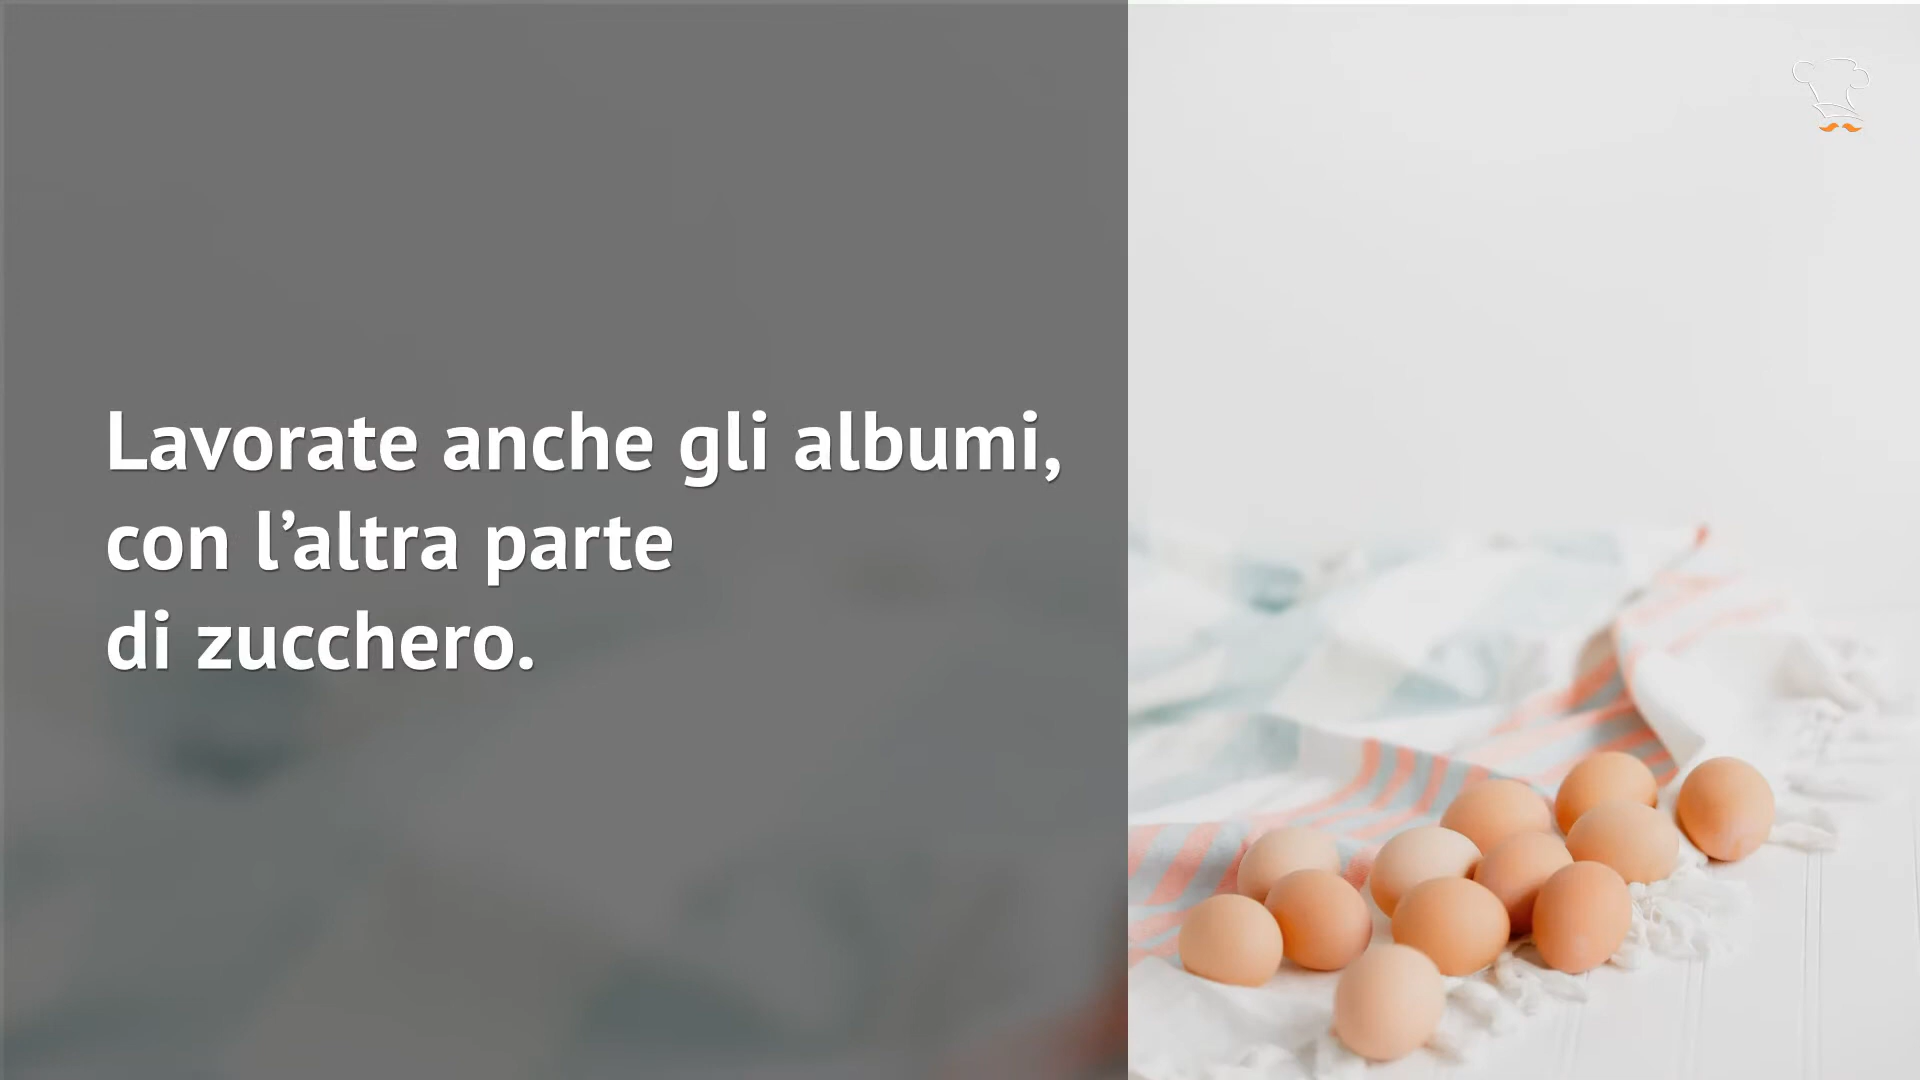 Lavorate anche gli albumi,
con l’altra parte
di zucchero.